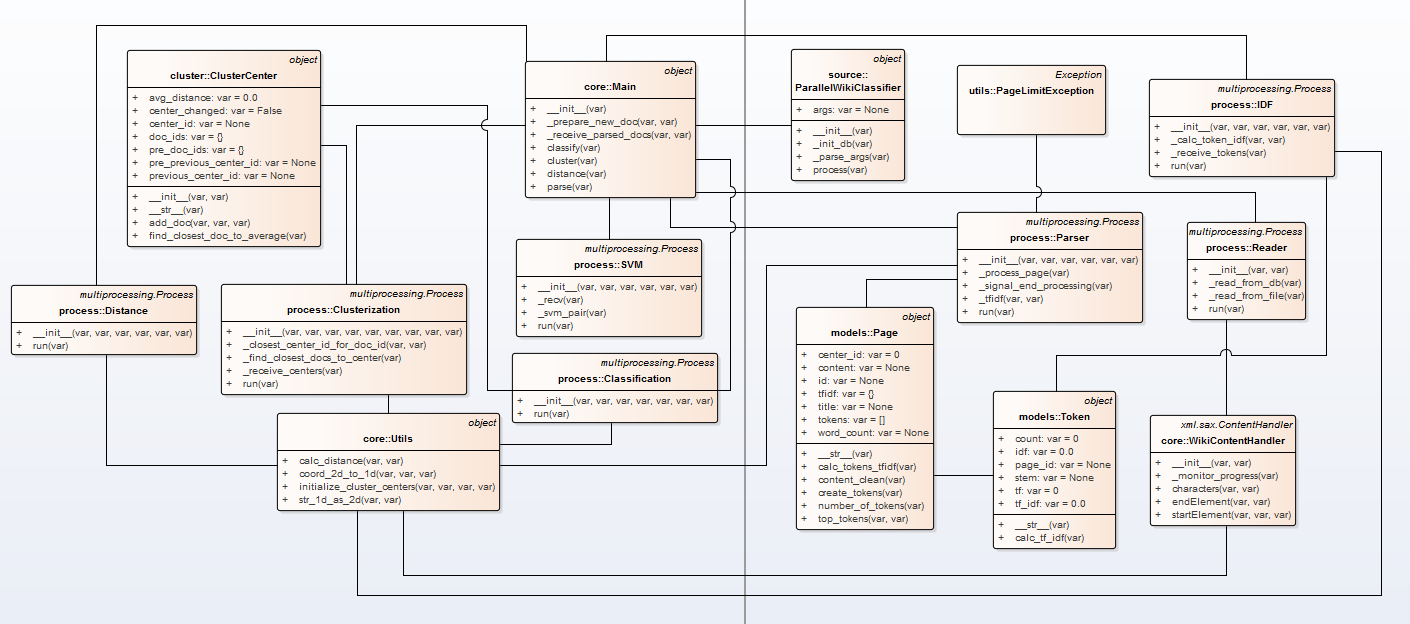 object
cluster::ClusterCenter
+ avg_distance: var = 0.0
+ center_changed: var = False
+ center_id: var = None
+ doc_ids: var = {}
+ pre_doc_ids: var = {}
+ pre_previous_center_id: var = None
+ previous_center_id: var = None
+ __init__(var, var)
+ __str__(var)
+ add_doc(var, var, var)
+ find_closest_doc_to_average(var)
object
core::Main
+ __init__(var)
+ _prepare_new_doc(var, var)
+ _receive_parsed_docs(var, var)
+ classify(var)
+ cluster(var)
+ distance(var)
+ parse(var)
object
source::
ParallelWikiClassifier
+ args: var = None
+ __init__(var)
+ _init_db(var)
+ _parse_args(var)
+ process(var)
Exception
utils::PageLimitException
multiprocessing.Process
process::IDF
+ __init__(var, var, var, var, var, var)
+ _calc_token_idf(var, var)
+ _receive_tokens(var)
+ run(var)
multiprocessing.Process
process::Distance
+ __init__(var, var, var, var, var, var)
+ run(var)
multiprocessing.Process
process::Clusterization
+ __init__(var, var, var, var, var, var, var, var, var)
+ _closest_center_id_for_doc_id(var, var)
+ _find_closest_docs_to_center(var)
+ _receive_centers(var)
+ run(var)
multiprocessing.Process
process::SVM
+ __init__(var, var, var, var, var, var)
+ _recv(var)
+ _svm_pair(var)
+ run(var)
multiprocessing.Process
process::Classification
+ __init__(var, var, var, var, var, var, var)
+ run(var)
multiprocessing.Process
process::Parser
+ __init__(var, var, var, var, var, var)
+ _process_page(var)
+ _signal_end_processing(var)
+ _tfidf(var, var)
+ run(var)
multiprocessing.Process
process::Reader
+ __init__(var, var)
+ _read_from_db(var)
+ _read_from_file(var)
+ run(var)
object
core::Utils
+ calc_distance(var, var)
+ coord_2d_to_1d(var, var, var)
+ initialize_cluster_centers(var, var, var, var)
+ str_1d_as_2d(var, var)
object
models::Page
+ center_id: var = 0
+ content: var = None
+ id: var = None
+ tfidf: var = {}
+ title: var = None
+ tokens: var = []
+ word_count: var = None
+ __str__(var)
+ calc_tokens_tfidf(var)
+ content_clean(var)
+ create_tokens(var)
+ number_of_tokens(var)
+ top_tokens(var, var)
object
models::Token
+ count: var = 0
+ idf: var = 0.0
+ page_id: var = None
+ stem: var = None
+ tf: var = 0
+ tf_idf: var = 0.0
+ __str__(var)
+ calc_tf_idf(var)
xml.sax.ContentHandler
core::WikiContentHandler
+ __init__(var, var)
+ _monitor_progress(var)
+ characters(var, var)
+ endElement(var, var)
+ startElement(var, var, var)